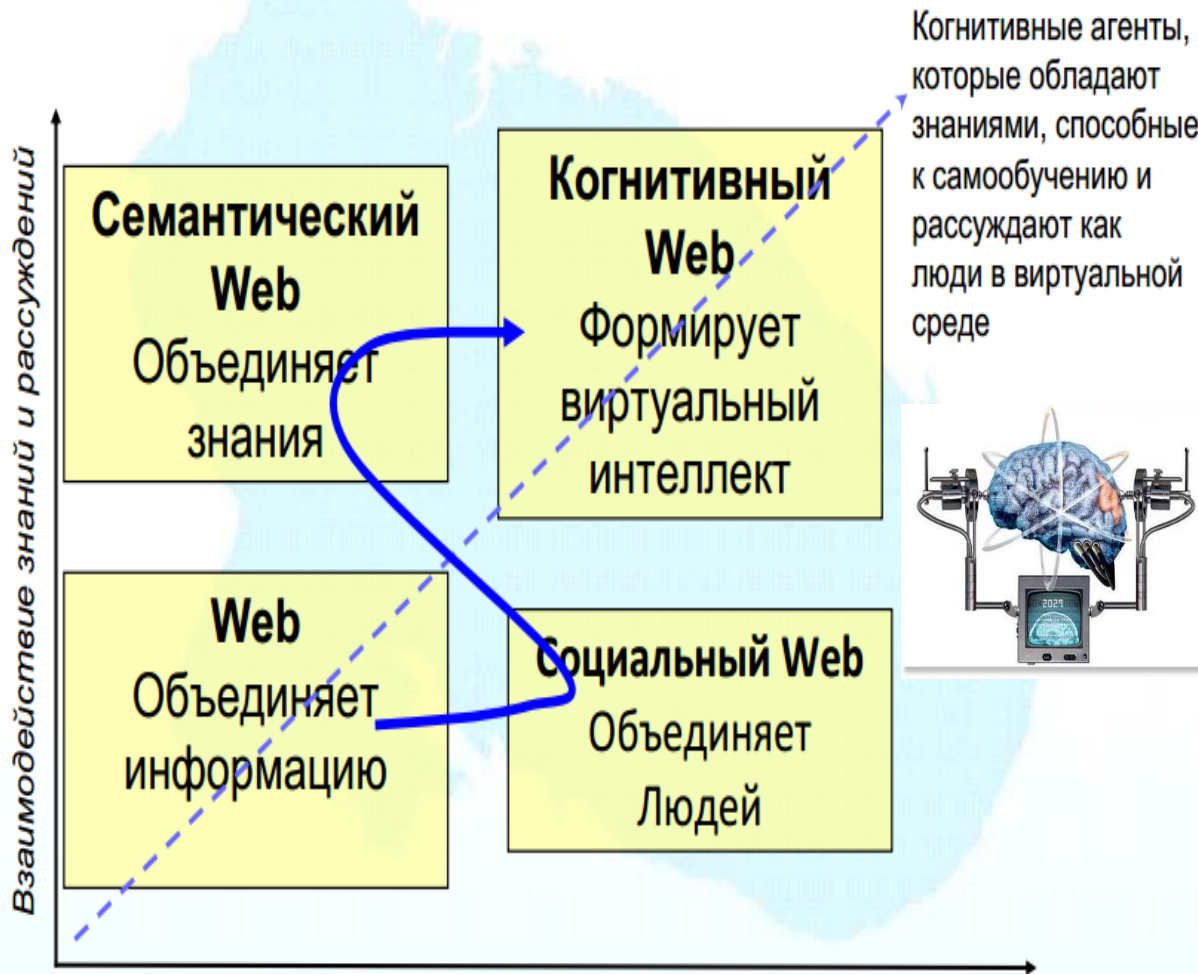 Когнитивные агенты,
которые обладают
знаниями, способные
к самообучению и
рассуждают как
люди в виртуальной
среде
Взаимодействие знаний и рассуждений
Семантический
Web
Объединяет
знания
Когнитивный
Web
Формирует
виртуальный
интеллект
Web
Объединяет
информацию
Социальный Web
Объединяет
Людей
2029